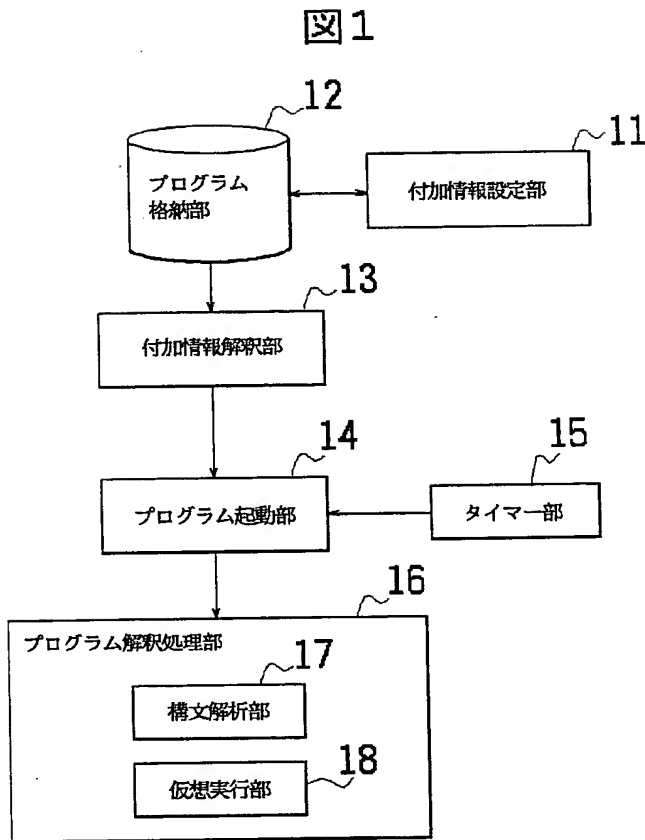 図1
12
プログラム
格納部
11
付加情報設定部
13
付加情報解釈部
14
プログラム起動部
15
タイマー部
16
プログラム解釈処理部
17
構文解析部
18
仮想実行部